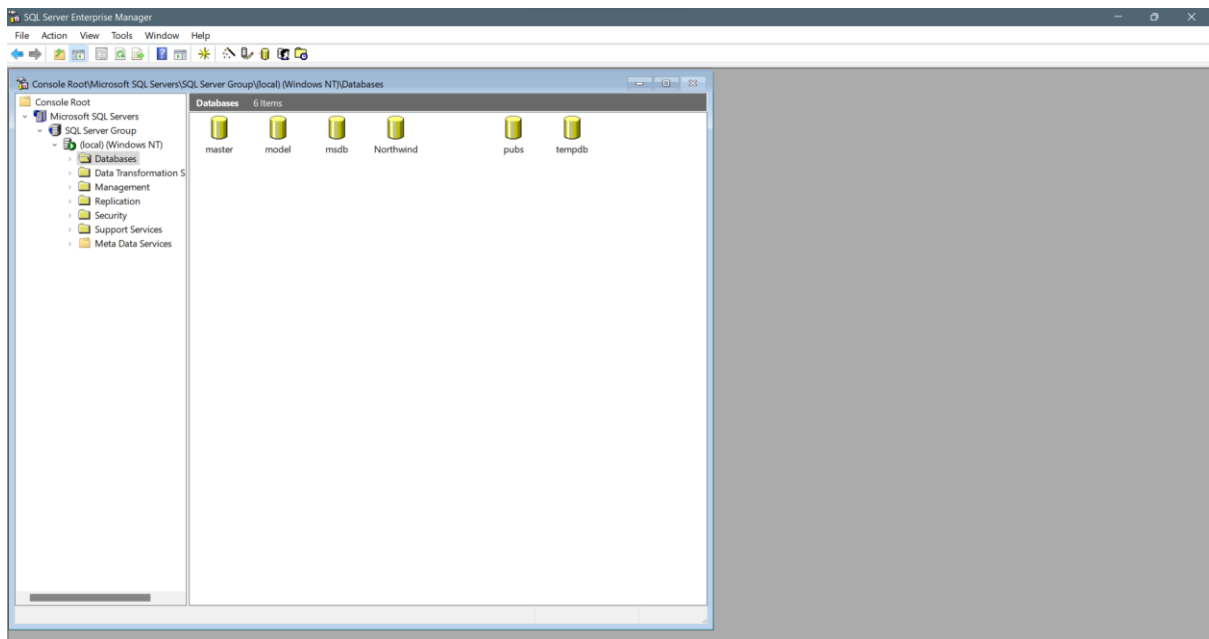 SQL Server Enterprise Manager
File Action View Tools Window Help
Console Root\Microsoft SQL Servers\SQL Server Group\(local) (Windows NT)\Databases
Console Root
Microsoft SQL Servers
SQL Server Group
(local) (Windows NT)
Databases
Data Transformation S
Management
Replication
Security
Support Services
Meta Data Services
Databases 6 Items
master model msdb Northwind pubs tempdb